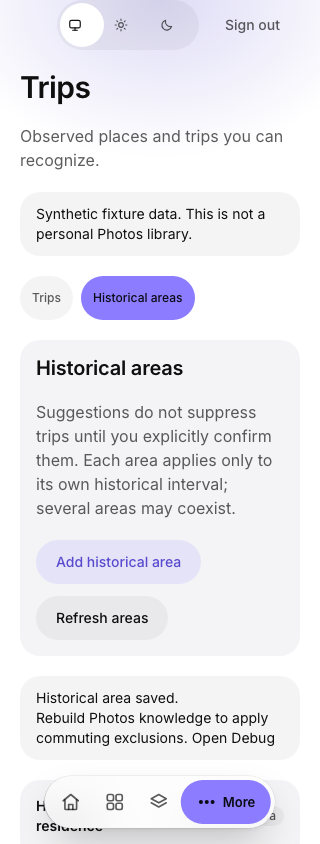 Sign out
Trips
Observed places and trips you can
recognize.
Synthetic fixture data. This is not a
personal Photos library.
Trips
Historical areas
Historical areas
Suggestions do not suppress
trips until you explicitly confirm
them. Each area applies only to
its own historical interval;
several areas may coexist.
Add historical area
Refresh areas
Historical area saved.
Rebuild Photos knowledge to apply
commuting exclusions. Open Debug
More
residence